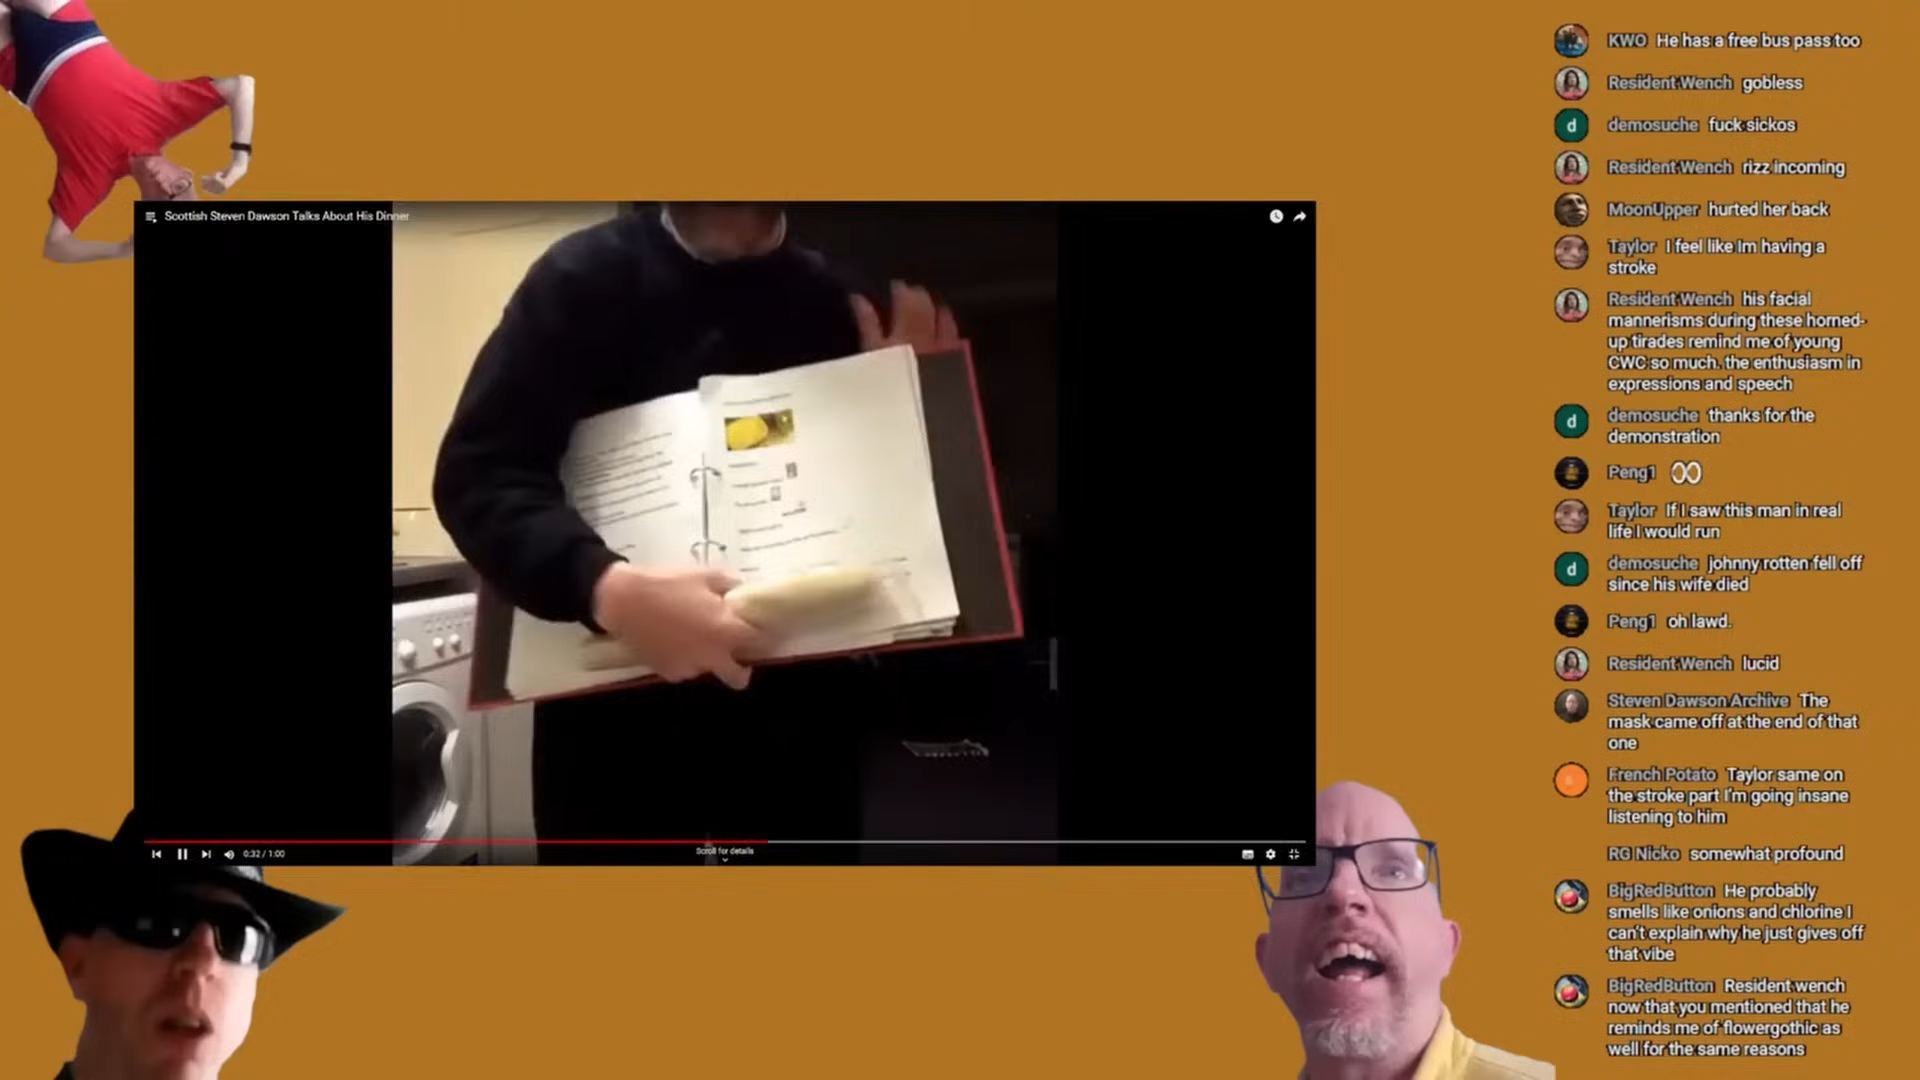 Scottish Steven Dawson Talks About His Dinner
0:32 / 1:00
Scroll for details
KWO He has a free bus pass too
Resident Wench gobless
d
demosuche fuck sickos
Resident Wench rizz incoming
MoonUpper hurted her back
Taylor I feel like Im having a
stroke
Resident Wench his facial
mannerisms during these horned-
up tirades remind me of young
CWC so much. the enthusiasm in
expressions and speech
d
demosuche thanks for the
demonstration
Peng1
Taylor If I saw this man in real
life I would run
d
demosuche johnny rotten fell off
since his wife died
Peng1 oh lawd.
Resident Wench lucid
Steven Dawson Archive The
mask came off at the end of that
one
French Potato Taylor same on
the stroke part I'm going insane
listening to him
RG Nicko somewhat profound
BigRedButton He probably
smells like onions and chlorine I
can't explain why he just gives off
that vibe
BigRedButton Resident wench
now that you mentioned that he
reminds me of flowergothic as
well for the same reasons